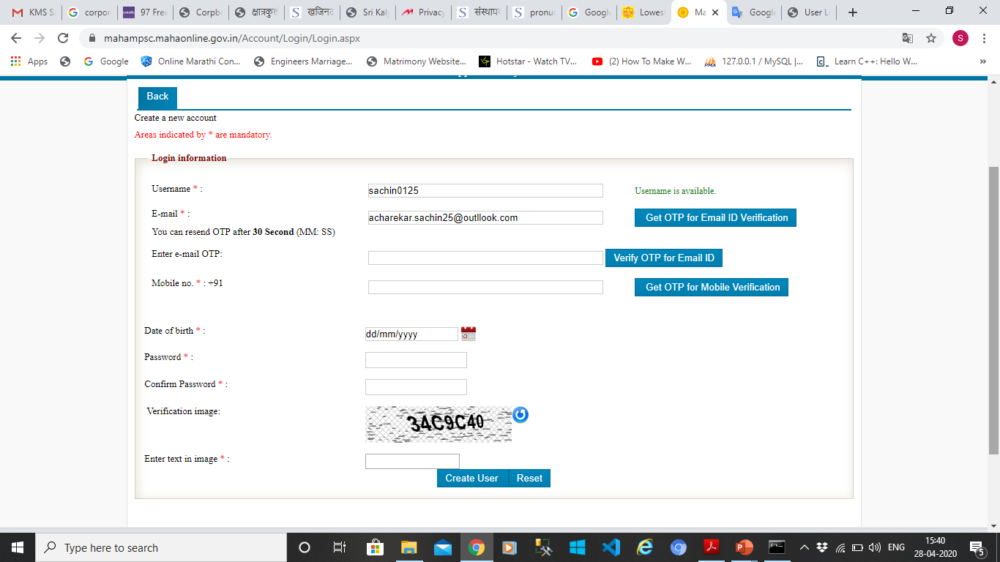 KMS S
corpor
97 Free
Corpb
क्षात्रकुल
खजिनद
Sri Kaly
Privacy
संस्थापव
pronun
Google
Lowes
Ma
Google
User L
mahampsc.mahaonline.gov.in/Account/Login/Login.aspx
S
Apps
Google
Online Marathi Con...
Engineers Marriage...
Matrimony Website...
Hotstar - Watch TV...
(2) How To Make W...
127.0.0.1 / MySQL |...
Learn C++: Hello W...
»
Back
Create a new account
Areas indicated by * are mandatory.
Login information
Username * :
sachin0125
Username is available.
E-mail * :
acharekar.sachin25@outllook.com
Get OTP for Email ID Verification
You can resend OTP after 30 Second (MM: SS)
Enter e-mail OTP:
Verify OTP for Email ID
Mobile no. * : +91
Get OTP for Mobile Verification
Date of birth * :
dd/mm/yyyy
Password * :
Confirm Password * :
Verification image:
34C9C40
Enter text in image * :
Create User
Reset
Type here to search
ENG
15:40
28-04-2020
5